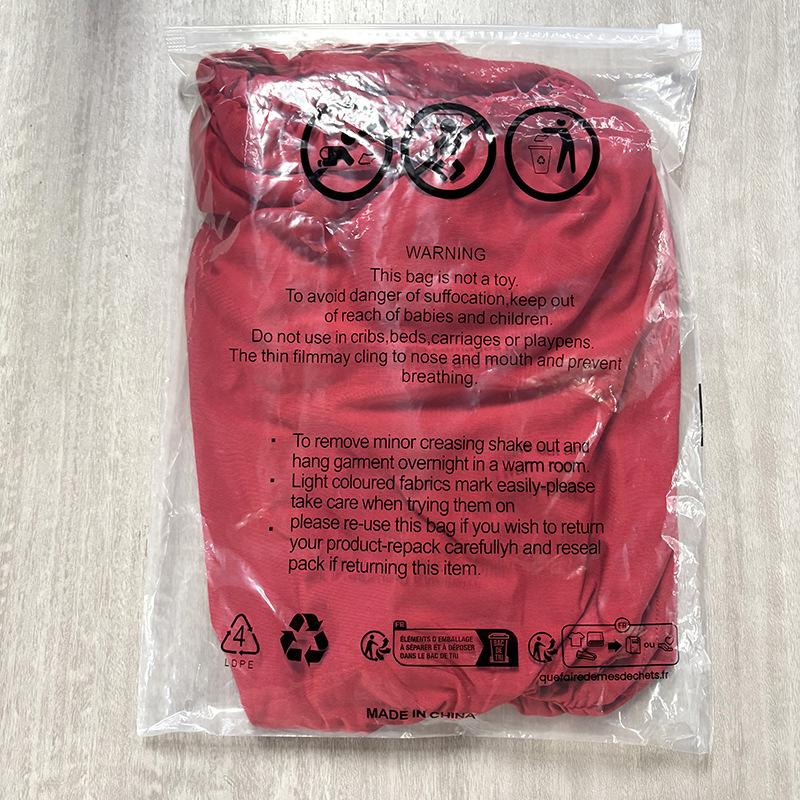 WARNING
This bag is not a toy.
To avoid danger of suffocation,keep out
of reach of babies and children.
Do not use in cribs,beds,carriages or playpens.
The thin filmmay cling to nose and mouth and prevent
breathing.
To remove minor creasing shake out and
hang garment overnight in a warm room.
Light coloured fabrics mark easily-please
take care when trying them on
please re-use this bag if you wish to return
your product-repack carefullyh and reseal
pack if returning this item.
4
LDPE
FR
ÉLÉMENTS D'EMBALLAGE
À SÉPARER ET À DÉPOSER
DANS LE BAC DE TRI
BAC
DE
TRI
FR
ou
quefairedemesdechets.fr
MADE IN CHINA